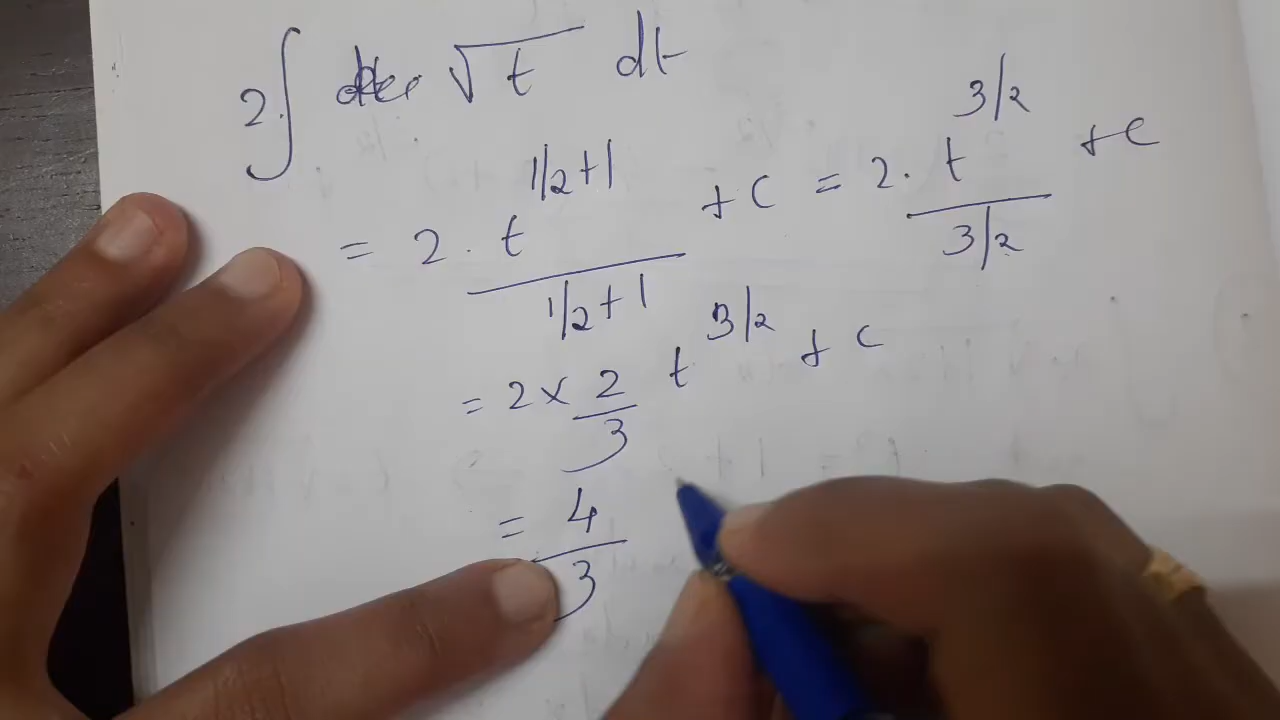 2.∫ √t dt
= 2 . t^(1/2+1) / (1/2+1) + C = 2 . t^(3/2) / (3/2) + C
= 2 × 2/3 t^(3/2) + C
= 4/3